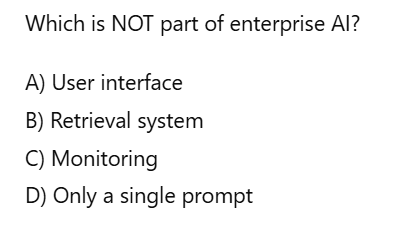 Which is NOT part of enterprise AI?
A) User interface
B) Retrieval system
C) Monitoring
D) Only a single prompt